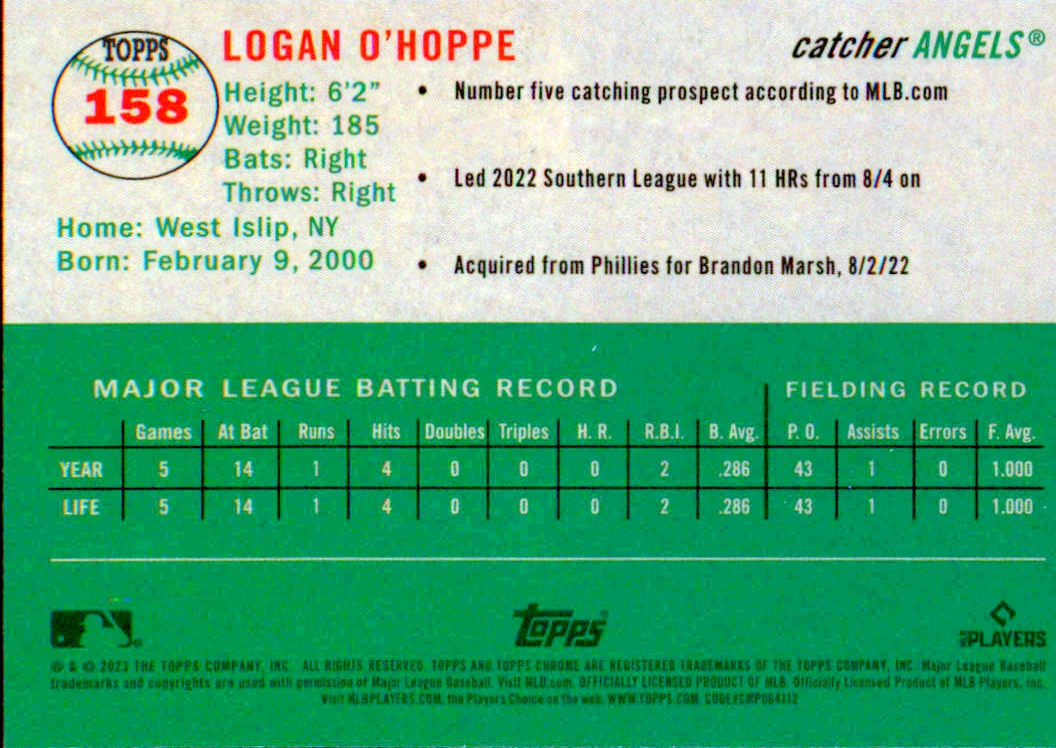 TOPPS
158
LOGAN O'HOPPE
catcher ANGELS®
Height: 6'2"
Weight: 185
Bats: Right
Throws: Right
Home: West Islip, NY
Born: February 9, 2000
• Number five catching prospect according to MLB.com
• Led 2022 Southern League with 11 HRs from 8/4 on
• Acquired from Phillies for Brandon Marsh, 8/2/22
MAJOR LEAGUE BATTING RECORD FIELDING RECORD
Games At Bat Runs Hits Doubles Triples H. R. R.B.I. B. Avg. P. O. Assists Errors F. Avg.
YEAR 5 14 1 4 0 0 0 2 .286 43 1 0 1.000
LIFE 5 14 1 4 0 0 0 2 .286 43 1 0 1.000
topps
PLAYERS
® & © 2023 THE TOPPS COMPANY, INC. ALL RIGHTS RESERVED. TOPPS AND TOPPS CHROME ARE REGISTERED TRADEMARKS OF THE TOPPS COMPANY, INC. Major League Baseball
trademarks and copyrights are used with permission of Major League Baseball. Visit MLB.com. OFFICIALLY LICENSED PRODUCT OF MLB. Officially Licensed Product of MLB Players, Inc.
Visit MLBPLAYERS.COM, the Players Choice on the web. WWW.TOPPS.COM